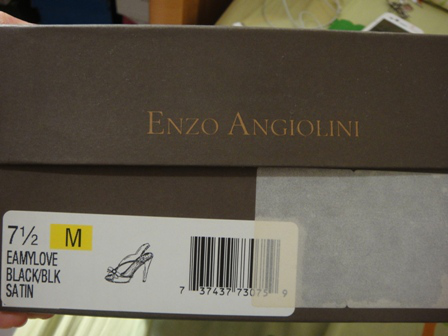 ENZO ANGIOLINI
7½ M
EAMYLOVE
BLACK/BLK
SATIN
7 37437 73075 9